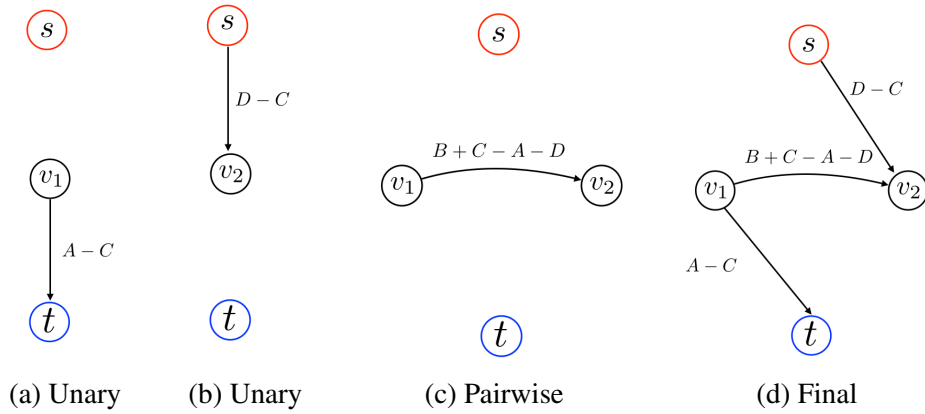 s
v₁
A − C
t
(a) Unary
s
D − C
v₂
t
(b) Unary
s
B + C − A − D
v₁
v₂
t
(c) Pairwise
s
D − C
B + C − A − D
v₁
v₂
A − C
t
(d) Final